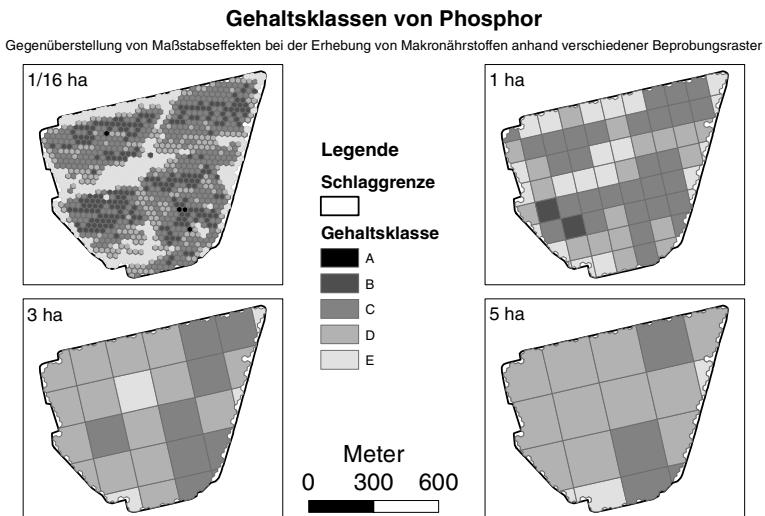 Gehaltsklassen von Phosphor
Gegenüberstellung von Maßstabseffekten bei der Erhebung von Makronährstoffen anhand verschiedener Beprobungsraster
1/16 ha
1 ha
Legende
Schlaggrenze
Gehaltsklasse
A
B
C
D
E
3 ha
5 ha
Meter
0 300 600